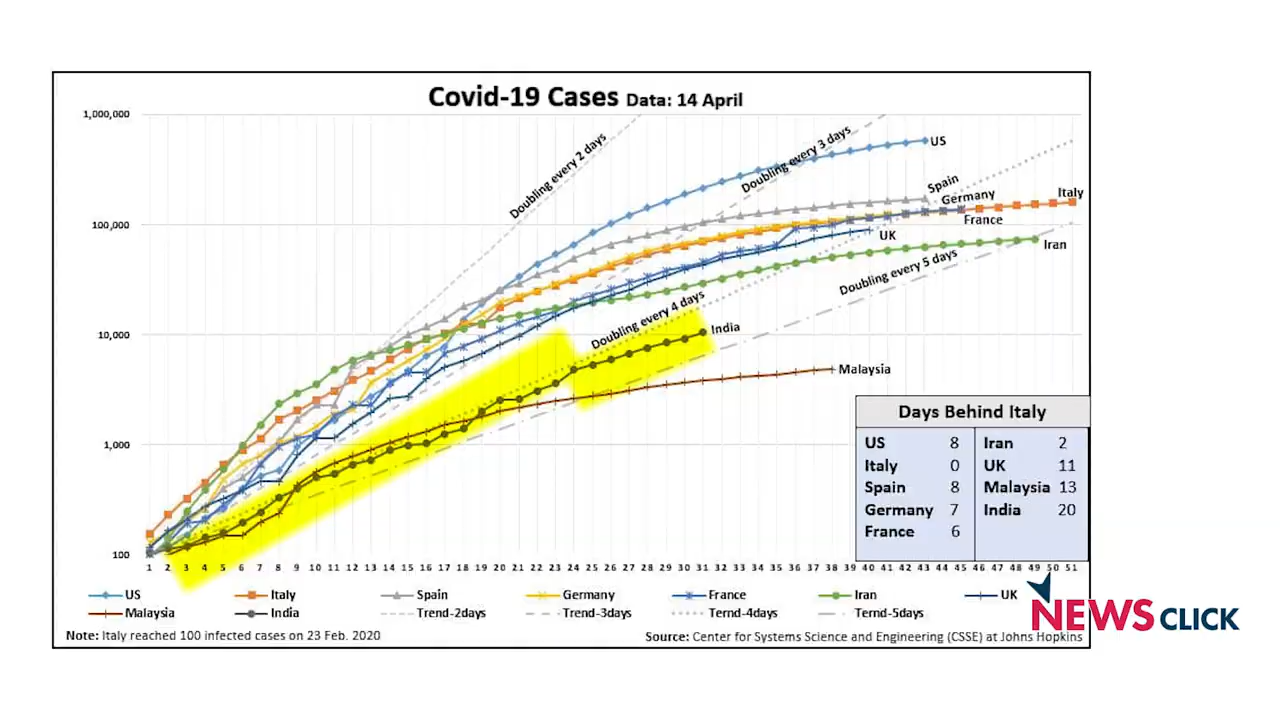 Covid-19 Cases Data: 14 April
1,000,000
100,000
10,000
1,000
100
Doubling every 2 days
Doubling every 3 days
Doubling every 4 days
Doubling every 5 days
US
Spain
Germany
Italy
France
UK
Iran
India
Malaysia
Days Behind Italy
US 8 Iran 2
Italy 0 UK 11
Spain 8 Malaysia 13
Germany 7 India 20
France 6
1 2 3 4 5 6 7 8 9 10 11 12 13 14 15 16 17 18 19 20 21 22 23 24 25 26 27 28 29 30 31 32 33 34 35 36 37 38 39 40 41 42 43 44 45 46 47 48 49 50 51
US Italy Spain Germany France Iran UK
Malaysia India Trend-2days Trend-3days Ternd-4days Ternd-5days
Note: Italy reached 100 infected cases on 23 Feb. 2020
Source: Center for Systems Science and Engineering (CSSE) at Johns Hopkins
NEWSCLICK